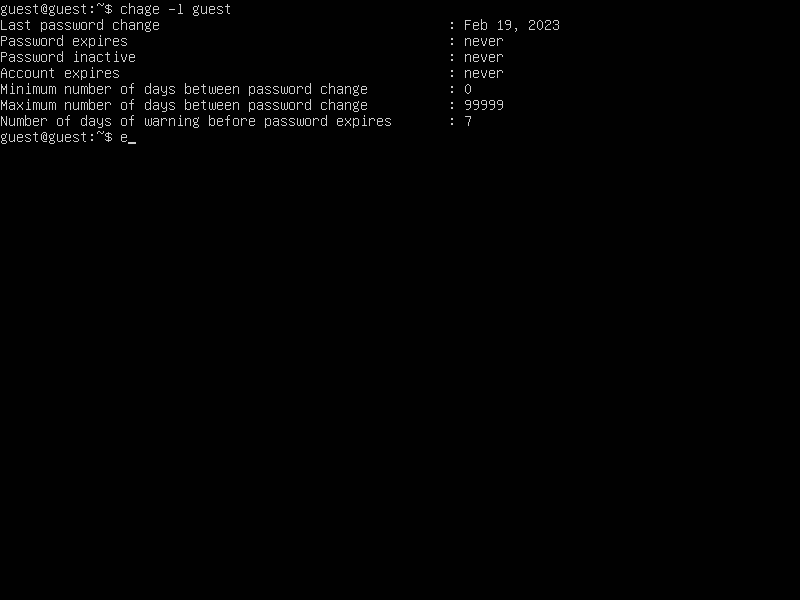 guest@guest:~$ chage -l guest
Last password change                                    : Feb 19, 2023
Password expires                                        : never
Password inactive                                       : never
Account expires                                         : never
Minimum number of days between password change          : 0
Maximum number of days between password change          : 99999
Number of days of warning before password expires       : 7
guest@guest:~$ e_